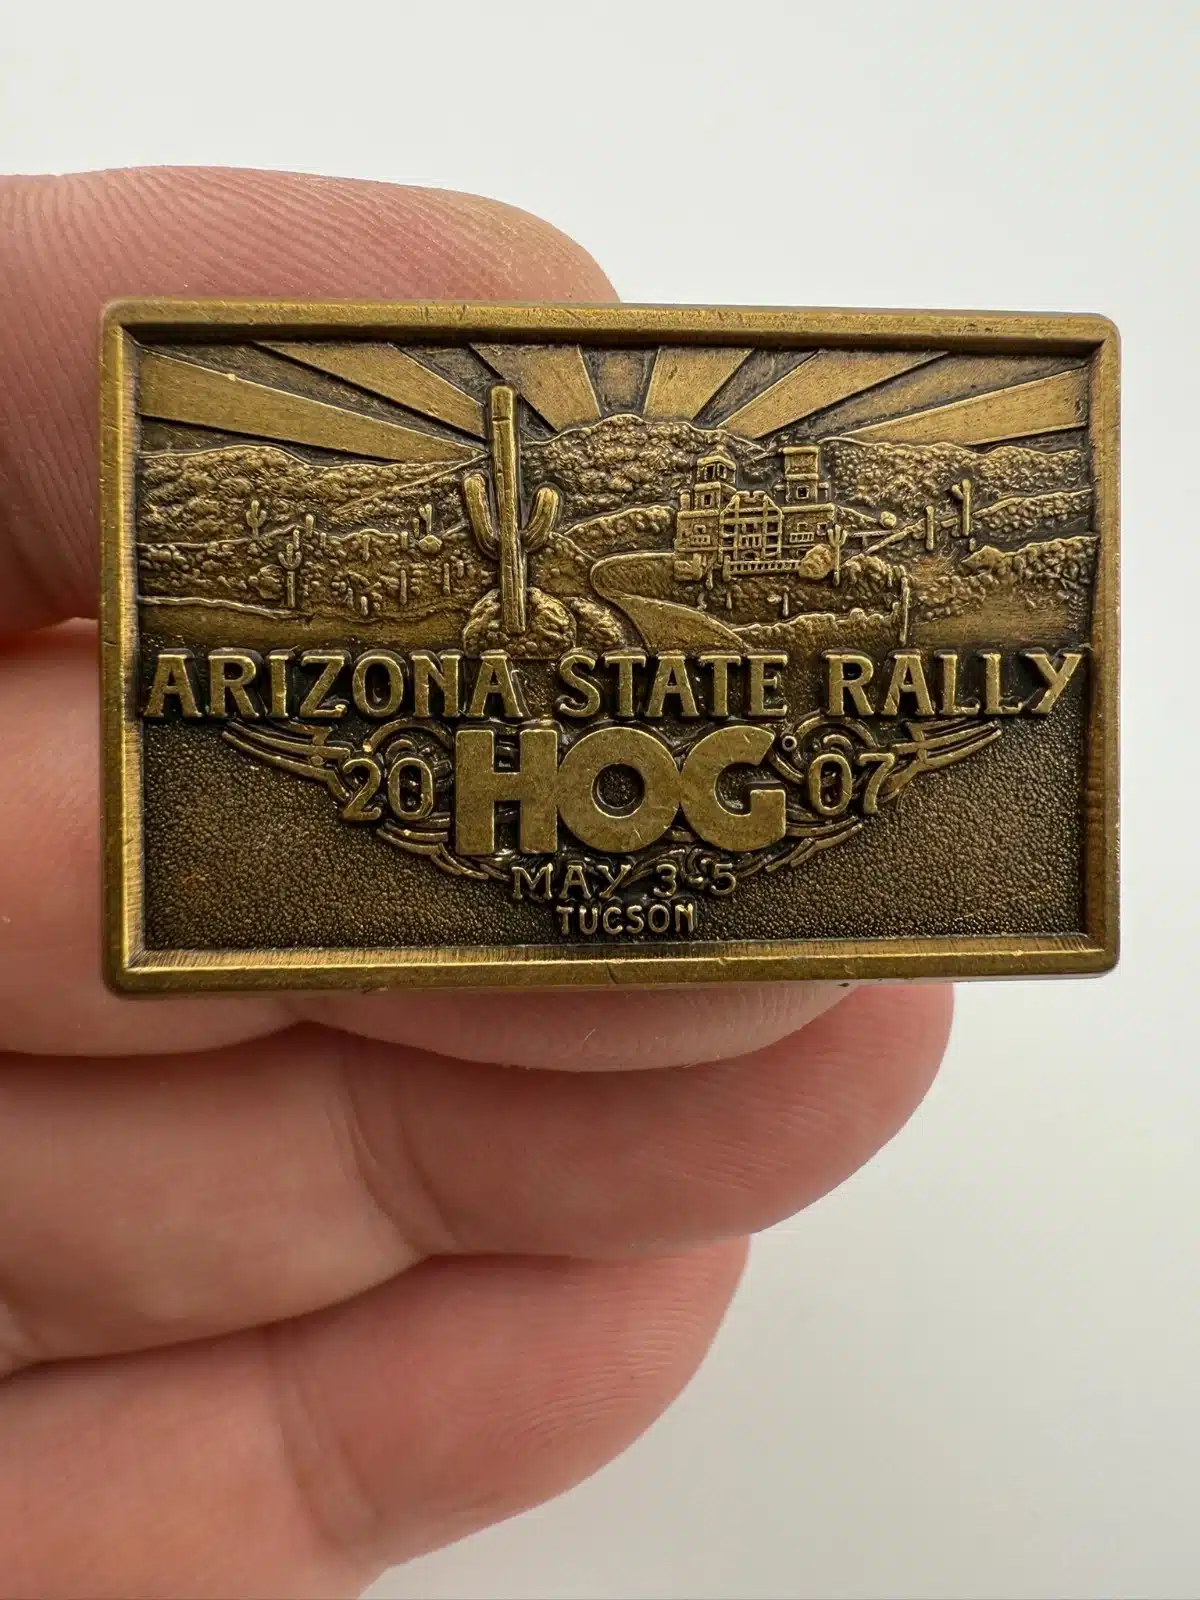 ARIZONA STATE RALLY
20 HOG 07
MAY 3-5
TUCSON